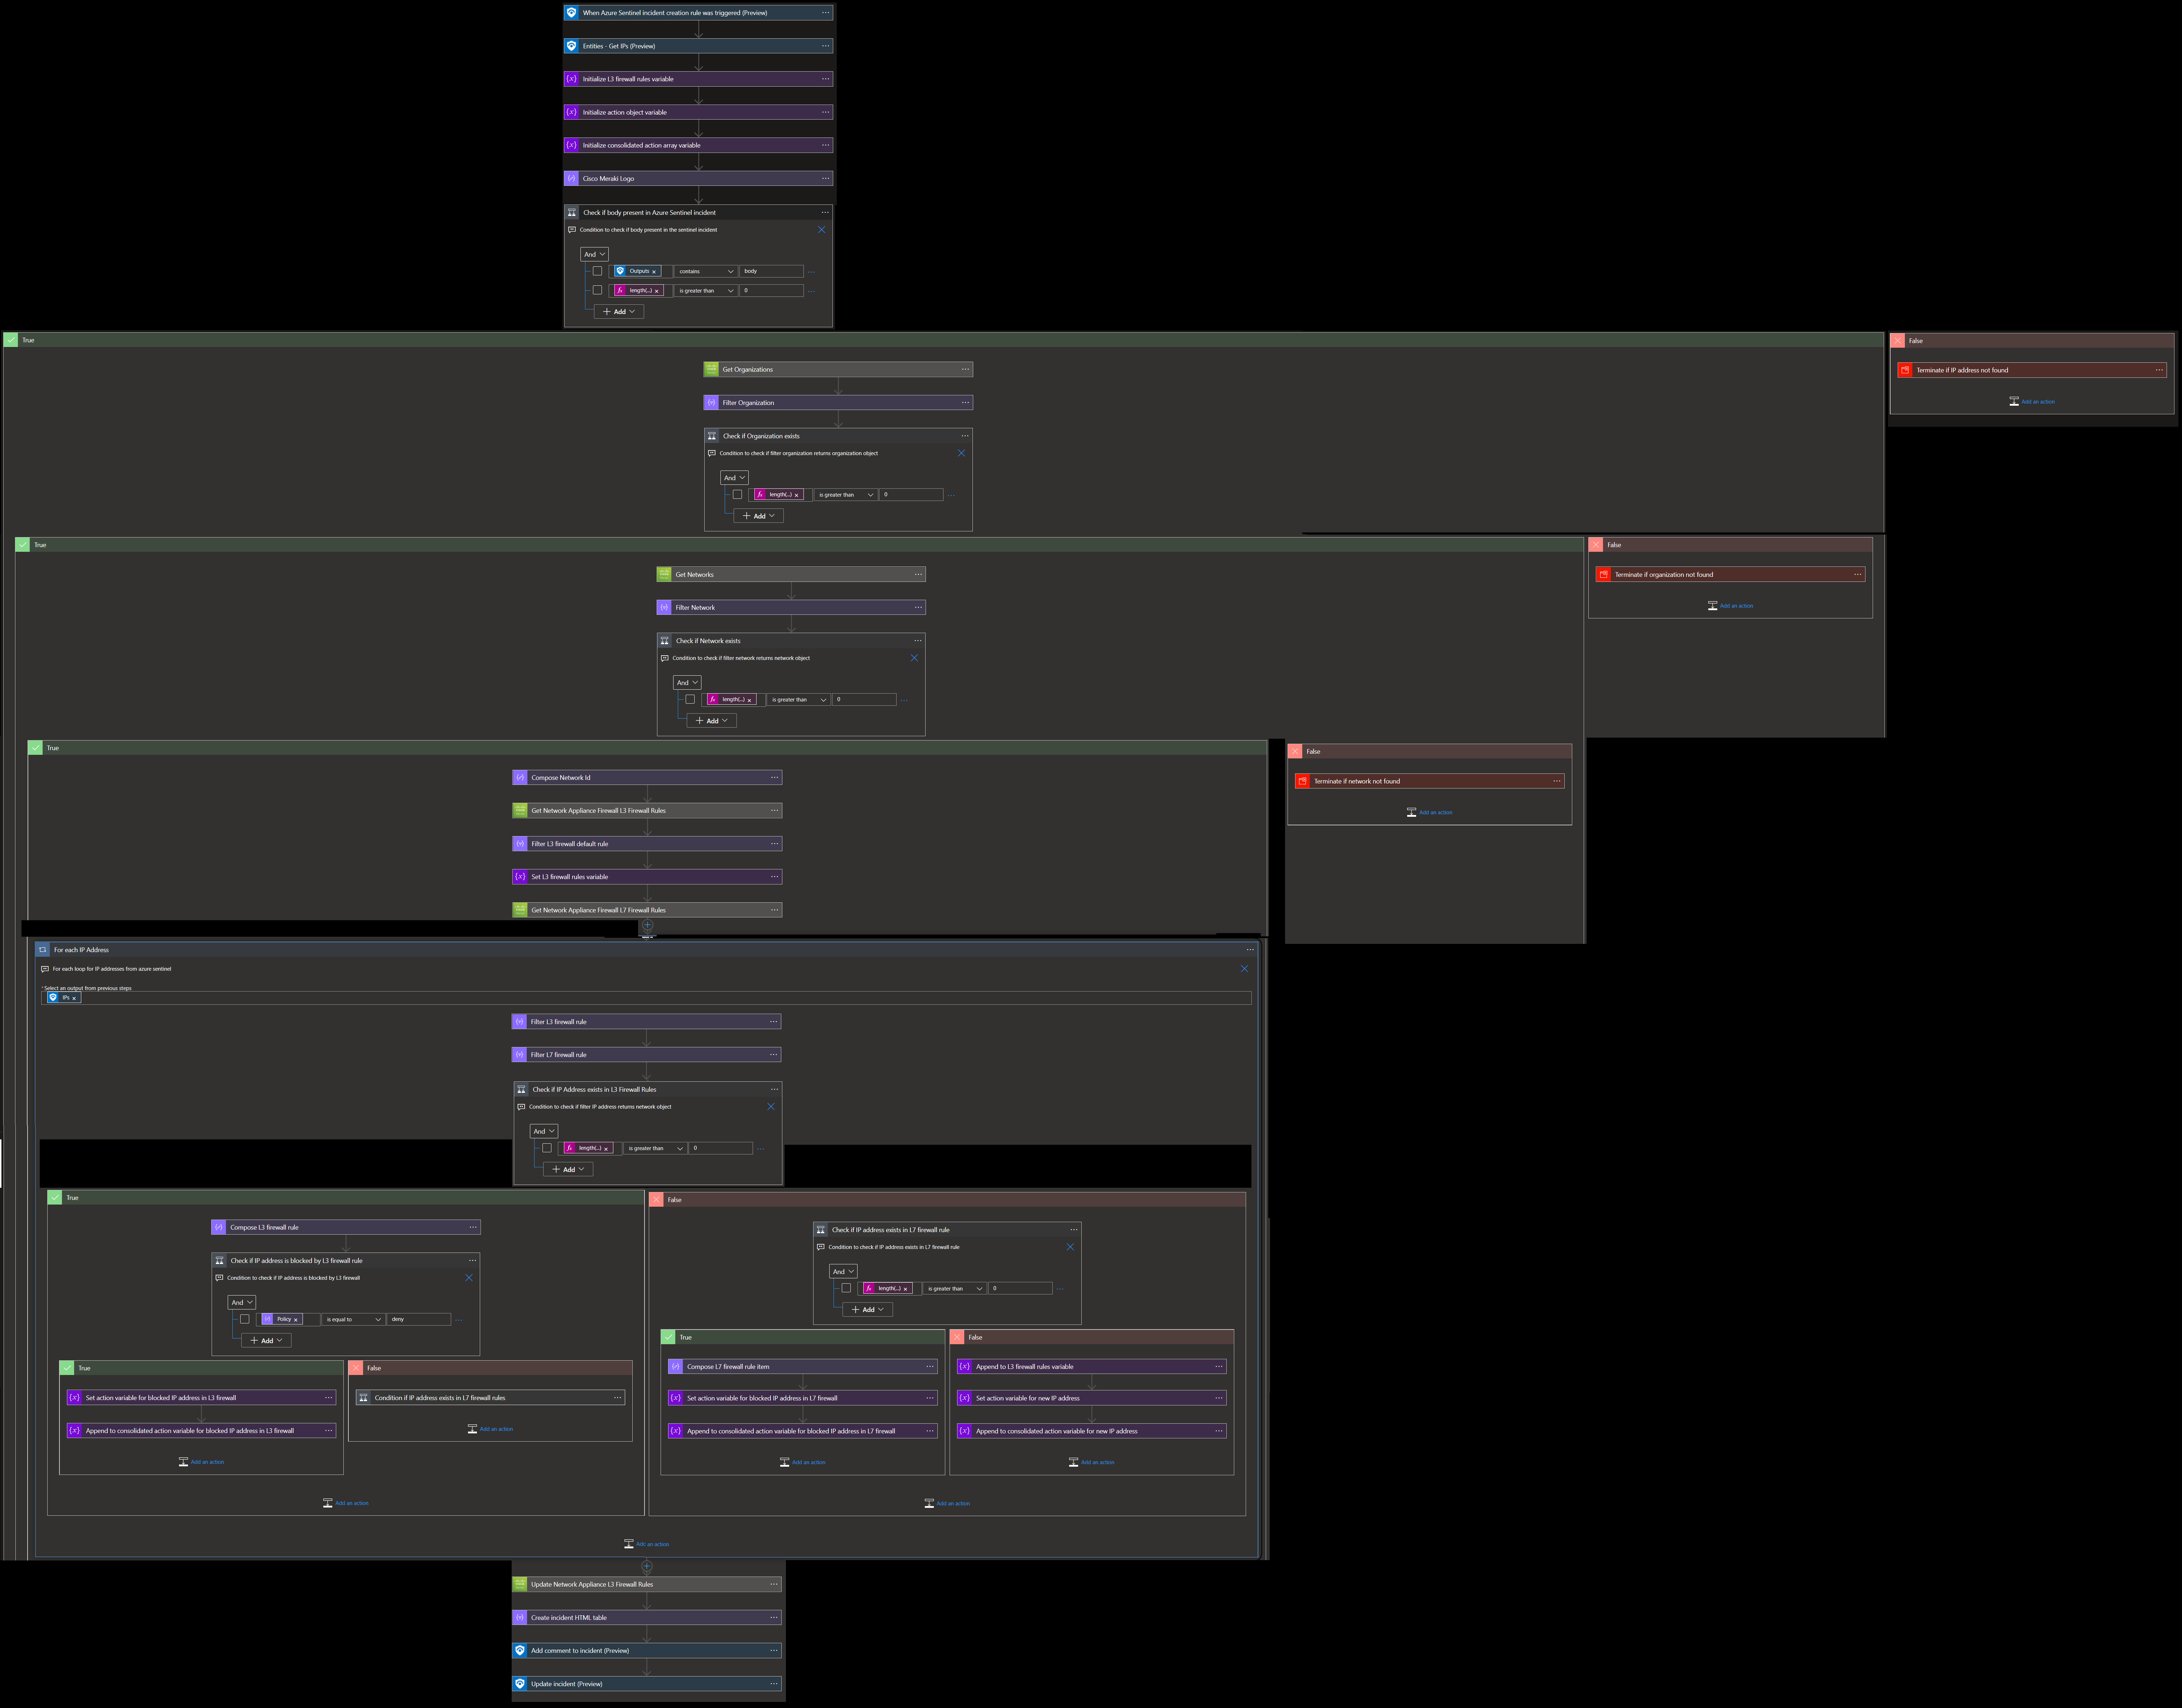 When Azure Sentinel incident creation rule was triggered (Preview)
Entities - Get IPs (Preview)
Initialize L3 firewall rules variable
Initialize action object variable
Initialize consolidated action array variable
Cisco Meraki Logo
Check if body present in Azure Sentinel incident
Condition to check if body present in the sentinel incident
And
Outputs contains body
length(...) is greater than 0
Add
True
False
Get Organizations
Terminate if IP address not found
Filter Organization
Add an action
Check if Organization exists
Condition to check if filter organization returns organization object
And
length(...) is greater than 0
Add
True
False
Get Networks
Terminate if organization not found
Filter Network
Add an action
Check if Network exists
Condition to check if filter network returns network object
And
length(...) is greater than 0
Add
True
False
Compose Network Id
Terminate if network not found
Get Network Appliance Firewall L3 Firewall Rules
Add an action
Filter L3 firewall default rule
Set L3 firewall rules variable
Get Network Appliance Firewall L7 Firewall Rules
For each IP Address
For each loop for IP addresses from azure sentinel
*Select an output from previous steps
IPs
Filter L3 firewall rule
Filter L7 firewall rule
Check if IP Address exists in L3 Firewall Rules
Condition to check if filter IP address returns network object
And
length(...) is greater than 0
Add
True
Compose L3 firewall rule
Check if IP address is blocked by L3 firewall rule
Condition to check if IP address is blocked by L3 firewall
And
Policy is equal to deny
Add
True
Set action variable for blocked IP address in L3 firewall
Append to consolidated action variable for blocked IP address in L3 firewall
Add an action
False
Condition if IP address exists in L7 firewall rules
Add an action
Add an action
False
Check if IP address exists in L7 firewall rule
Condition to check if IP address exists in L7 firewall rule
And
length(...) is greater than 0
Add
True
Compose L7 firewall rule item
Set action variable for blocked IP address in L7 firewall
Append to consolidated action variable for blocked IP address in L7 firewall
Add an action
False
Append to L3 firewall rules variable
Set action variable for new IP address
Append to consolidated action variable for new IP address
Add an action
Add an action
Add an action
Update Network Appliance L3 Firewall Rules
Create incident HTML table
Add comment to incident (Preview)
Update incident (Preview)